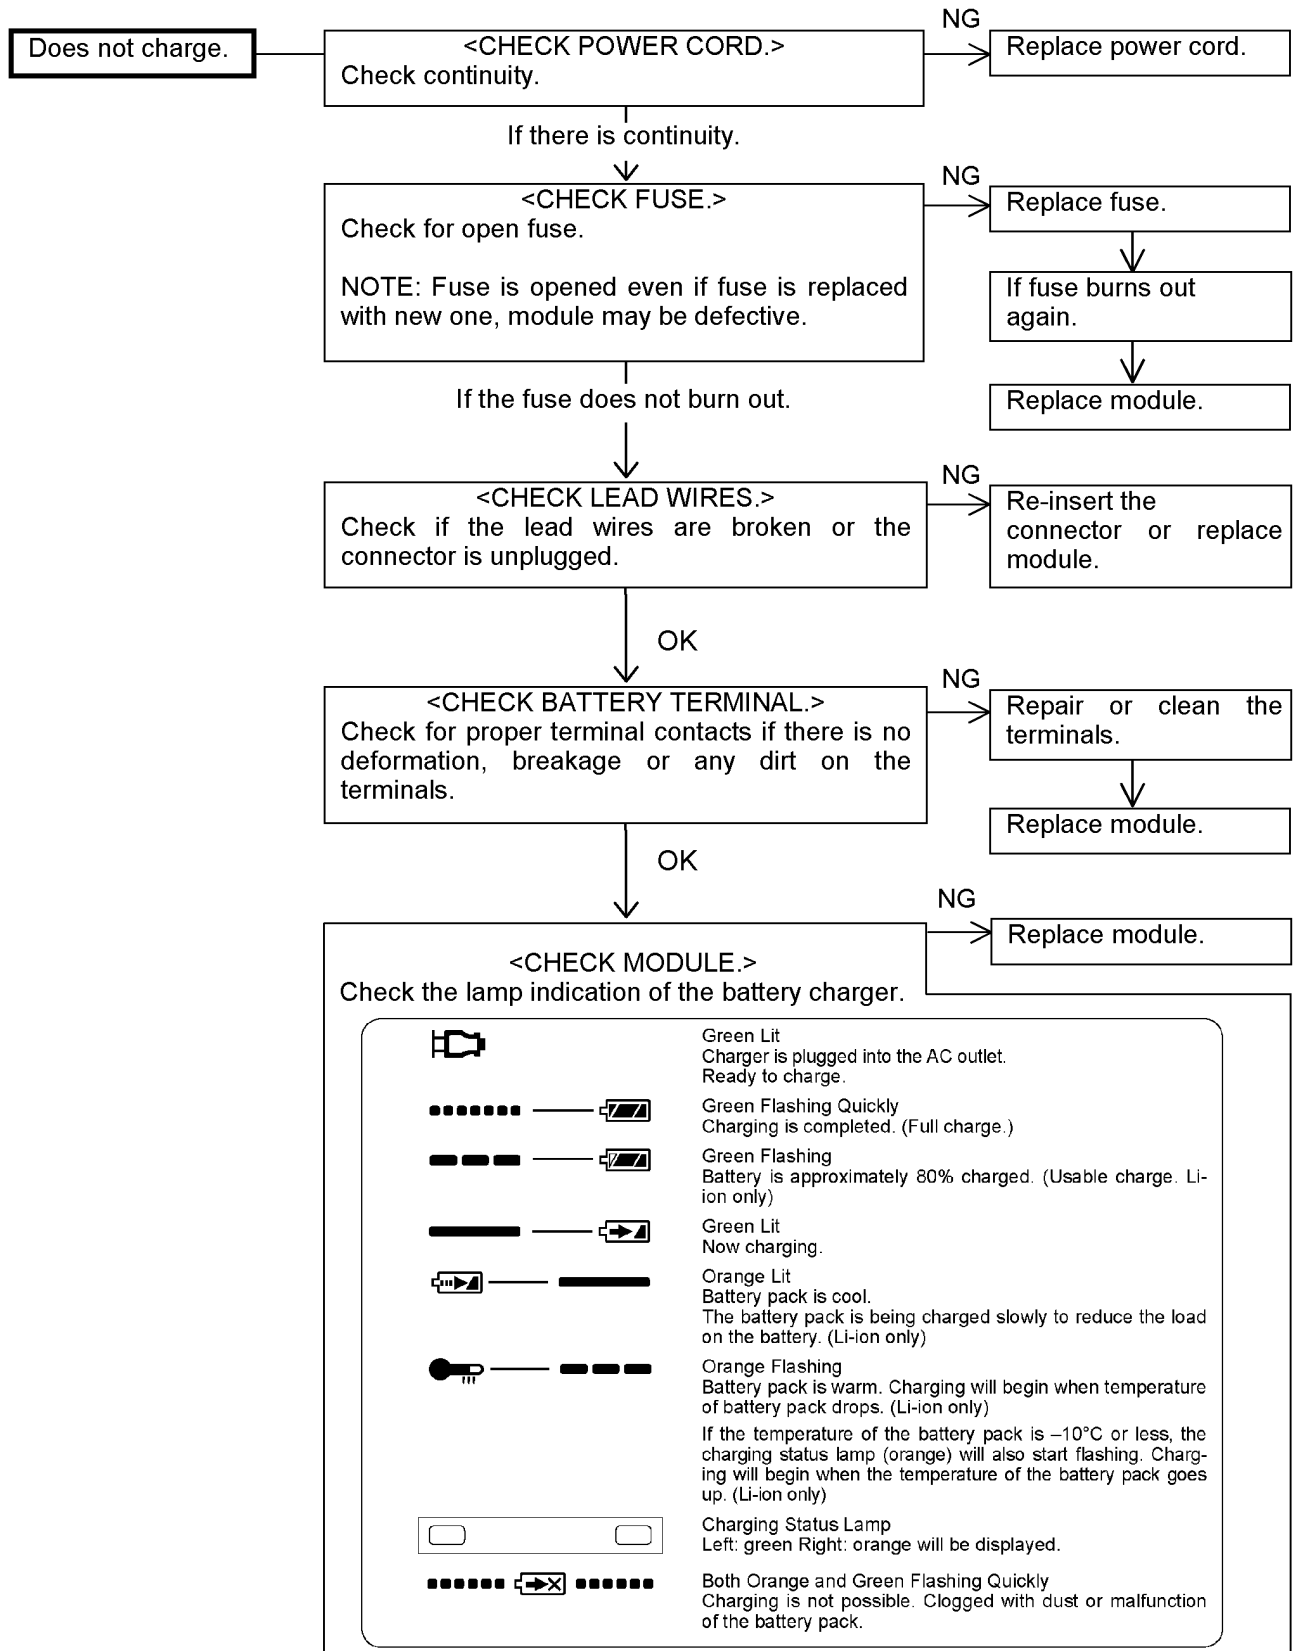 Does not charge.
<CHECK POWER CORD.>
Check continuity.
NG
Replace power cord.
If there is continuity.
<CHECK FUSE.>
Check for open fuse.
NOTE: Fuse is opened even if fuse is replaced
with new one, module may be defective.
NG
Replace fuse.
If fuse burns out
again.
Replace module.
If the fuse does not burn out.
<CHECK LEAD WIRES.>
Check if the lead wires are broken or the
connector is unplugged.
NG
Re-insert the
connector or replace
module.
OK
<CHECK BATTERY TERMINAL.>
Check for proper terminal contacts if there is no
deformation, breakage or any dirt on the
terminals.
NG
Repair or clean the
terminals.
Replace module.
OK
<CHECK MODULE.>
Check the lamp indication of the battery charger.
NG
Replace module.
Green Lit
Charger is plugged into the AC outlet.
Ready to charge.
Green Flashing Quickly
Charging is completed. (Full charge.)
Green Flashing
Battery is approximately 80% charged. (Usable charge. Li-
ion only)
Green Lit
Now charging.
Orange Lit
Battery pack is cool.
The battery pack is being charged slowly to reduce the load
on the battery. (Li-ion only)
Orange Flashing
Battery pack is warm. Charging will begin when temperature
of battery pack drops. (Li-ion only)
If the temperature of the battery pack is –10°C or less, the
charging status lamp (orange) will also start flashing. Charg-
ing will begin when the temperature of the battery pack goes
up. (Li-ion only)
Charging Status Lamp
Left: green Right: orange will be displayed.
Both Orange and Green Flashing Quickly
Charging is not possible. Clogged with dust or malfunction
of the battery pack.